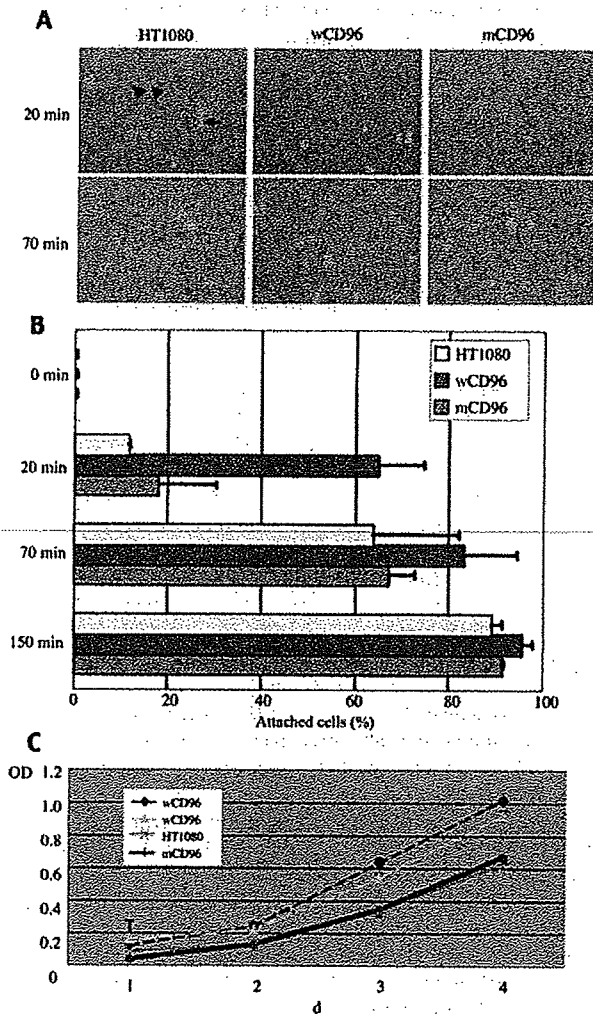 A
HT1080 wCD96 mCD96
20 min
70 min
B
HT1080
wCD96
mCD96
0 min
20 min
70 min
150 min
0 20 40 60 80 100
Attached cells (%)
C
OD 1.2
1.0
0.8
0.6
0.4
0.2
0
wCD96
wCD96
HT1080
mCD96
1 2 3 4
d